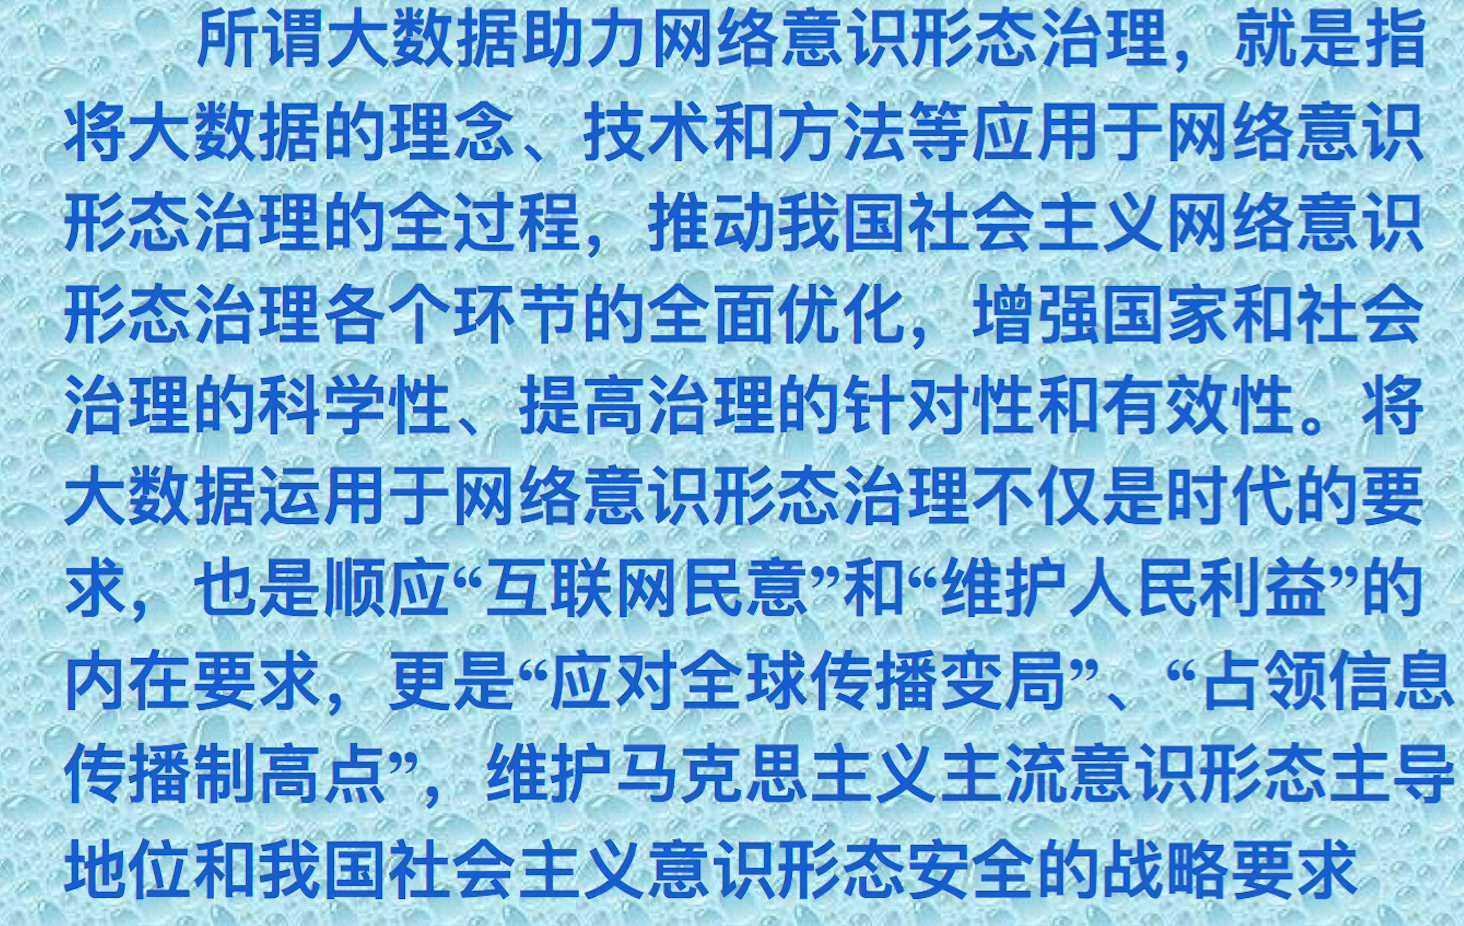 所谓大数据助力网络意识形态治理，就是指
将大数据的理念、技术和方法等应用于网络意识
形态治理的全过程，推动我国社会主义网络意识
形态治理各个环节的全面优化，增强国家和社会
治理的科学性、提高治理的针对性和有效性。将
大数据运用于网络意识形态治理不仅是时代的要
求，也是顺应“互联网民意”和“维护人民利益”的
内在要求，更是“应对全球传播变局”、“占领信息
传播制高点”，维护马克思主义主流意识形态主导
地位和我国社会主义意识形态安全的战略要求